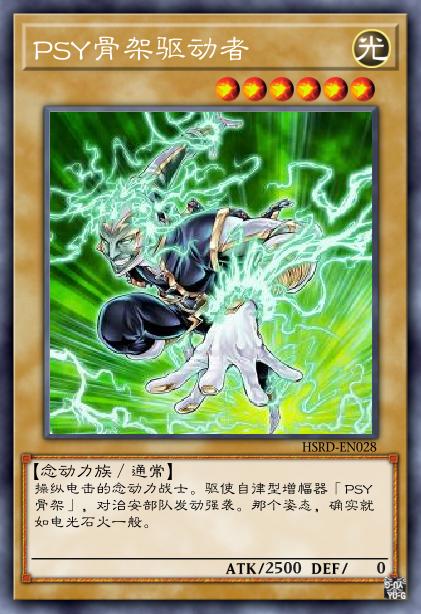 PSY骨架驱动者
光
HSRD-EN028
【念动力族／通常】
操纵电击的念动力战士。驱使自津型增幅器「PSY
骨架」，对治安部队发动强袭。那个姿态，确实就
如电光石火一般。
ATK/2500 DEF/ 0